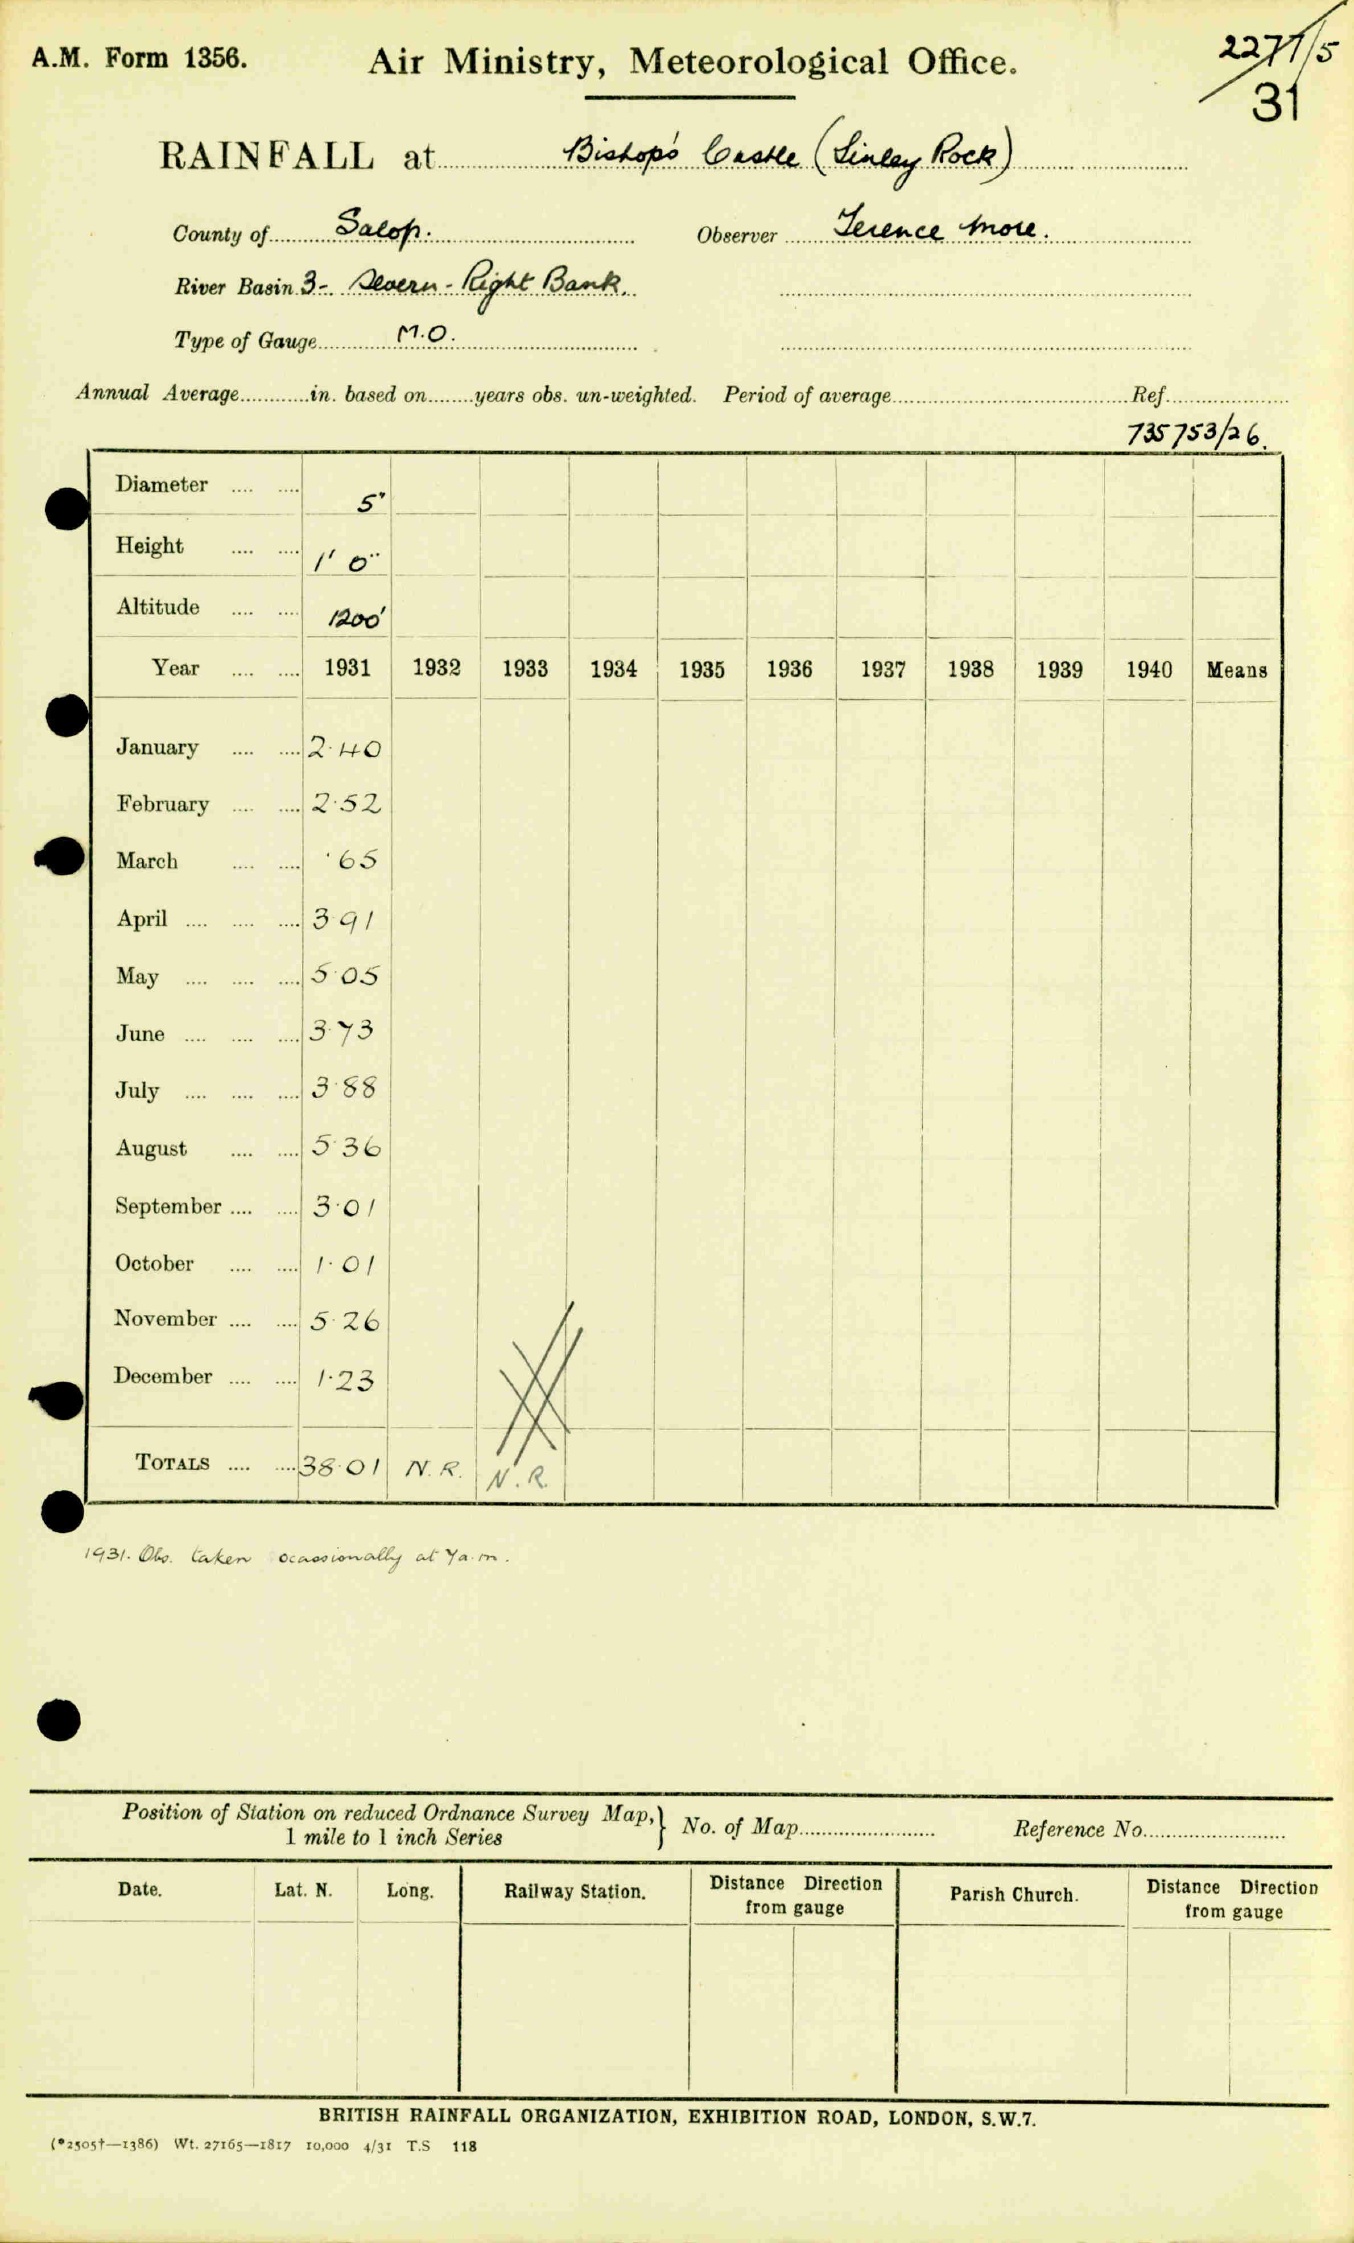 A.M. Form 1356.
Air Ministry, Meteorological Office.
2277/5
31
RAINFALL at Bishop's Castle (Linley Rock)
County of Salop. Observer Terence More.
River Basin 3- Severn - Right Bank.
Type of Gauge M.O.
Annual Average............in. based on........years obs. un-weighted. Period of average............Ref............
735753/26.
Diameter .... .... 5"
Height .... .... 1' 0"
Altitude .... .... 1200'
Year .... .... 1931 1932 1933 1934 1935 1936 1937 1938 1939 1940 Means
January .... .... 2.40
February .... .... 2.52
March .... .... .65
April .... .... .... 3.91
May .... .... .... 5.05
June .... .... .... 3.73
July .... .... .... 3.88
August .... .... 5.36
September .... .... 3.01
October .... .... 1.01
November .... .... 5.26
December .... .... 1.23
TOTALS .... .... 38.01 N.R. N.R.
1931. Obs. taken ocassionally at 7a.m.
Position of Station on reduced Ordnance Survey Map,} No. of Map............ Reference No............
1 mile to 1 inch Series
Date. Lat. N. Long. Railway Station. Distance Direction from gauge Parish Church. Distance Direction from gauge
BRITISH RAINFALL ORGANIZATION, EXHIBITION ROAD, LONDON, S.W.7.
(*2505†—1386) Wt. 27165—1817 10,000 4/31 T.S 118